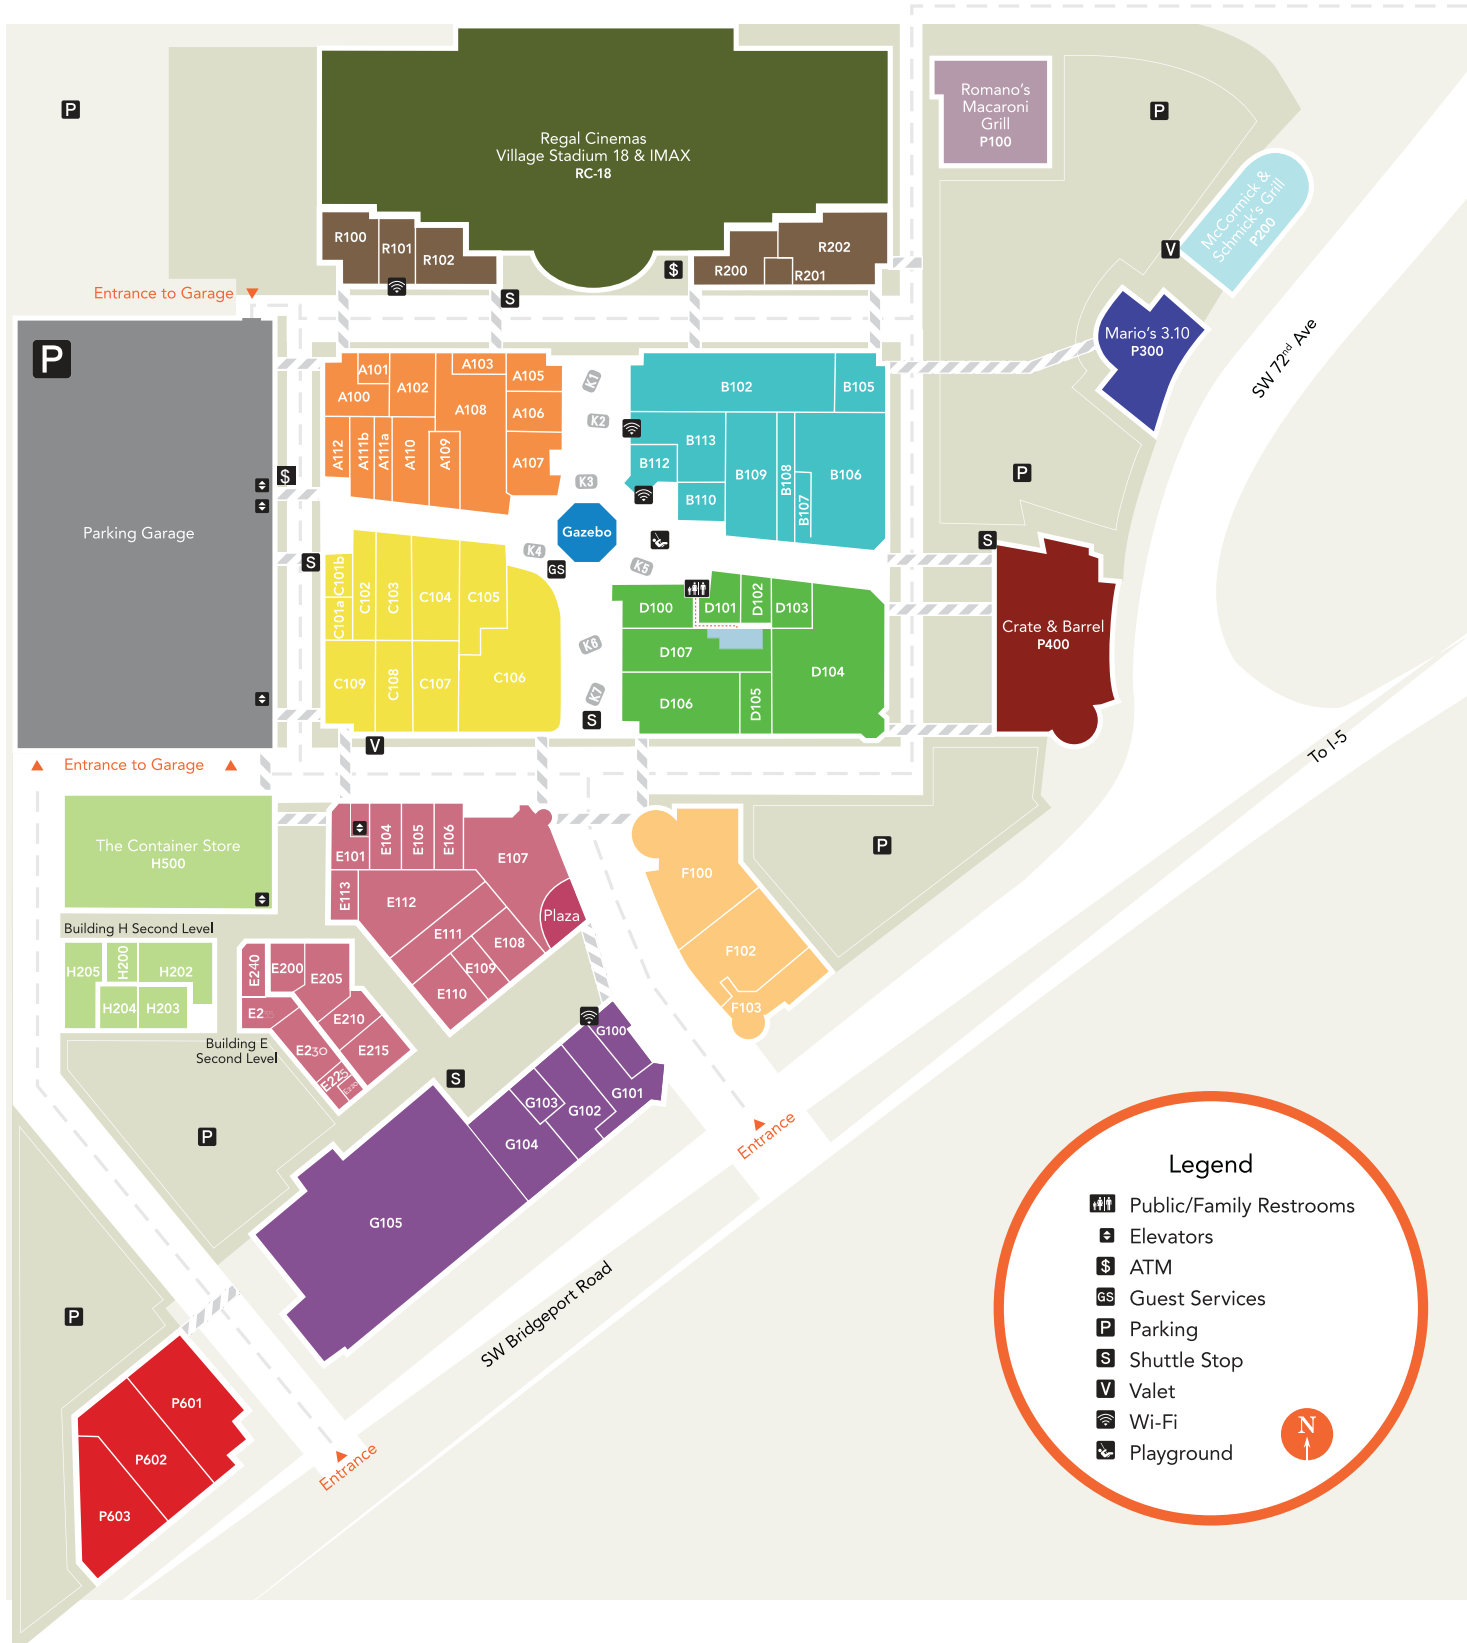 P
Romano's
Macaroni
Grill
P100
P
Regal Cinemas
Village Stadium 18 & IMAX
RC-18
McCormick &
Schmick's Grill
P200
V
R100
R101
R102
R200
R201
R202
$
S
Entrance to Garage
Mario's 3.10
P300
SW 72nd Ave
P
Parking Garage
A100
A101
A102
A103
A105
A106
A107
A108
A109
A110
A111a
A111b
A112
K1
K2
K3
B102
B105
B106
B107
B108
B109
B110
B112
B113
P
$
S
Gazebo
GS
K4
K5
K6
K7
C101b
C101a
C102
C103
C104
C105
C106
C107
C108
C109
D100
D101
D102
D103
D104
D105
D106
D107
S
Crate & Barrel
P400
S
V
To I-5
Entrance to Garage
The Container Store
H500
E101
E104
E105
E106
E107
E108
E109
E110
E111
E112
E113
Plaza
F100
F102
F103
P
Building H Second Level
H205
H200
H202
H204
H203
E240
E200
E205
E210
E215
E230
E225
Building E
Second Level
S
P
G100
G101
G102
G103
G104
G105
Entrance
SW Bridgeport Road
P
P601
P602
P603
Entrance
Legend
Public/Family Restrooms
Elevators
$ ATM
GS Guest Services
P Parking
S Shuttle Stop
V Valet
Wi-Fi
Playground
N